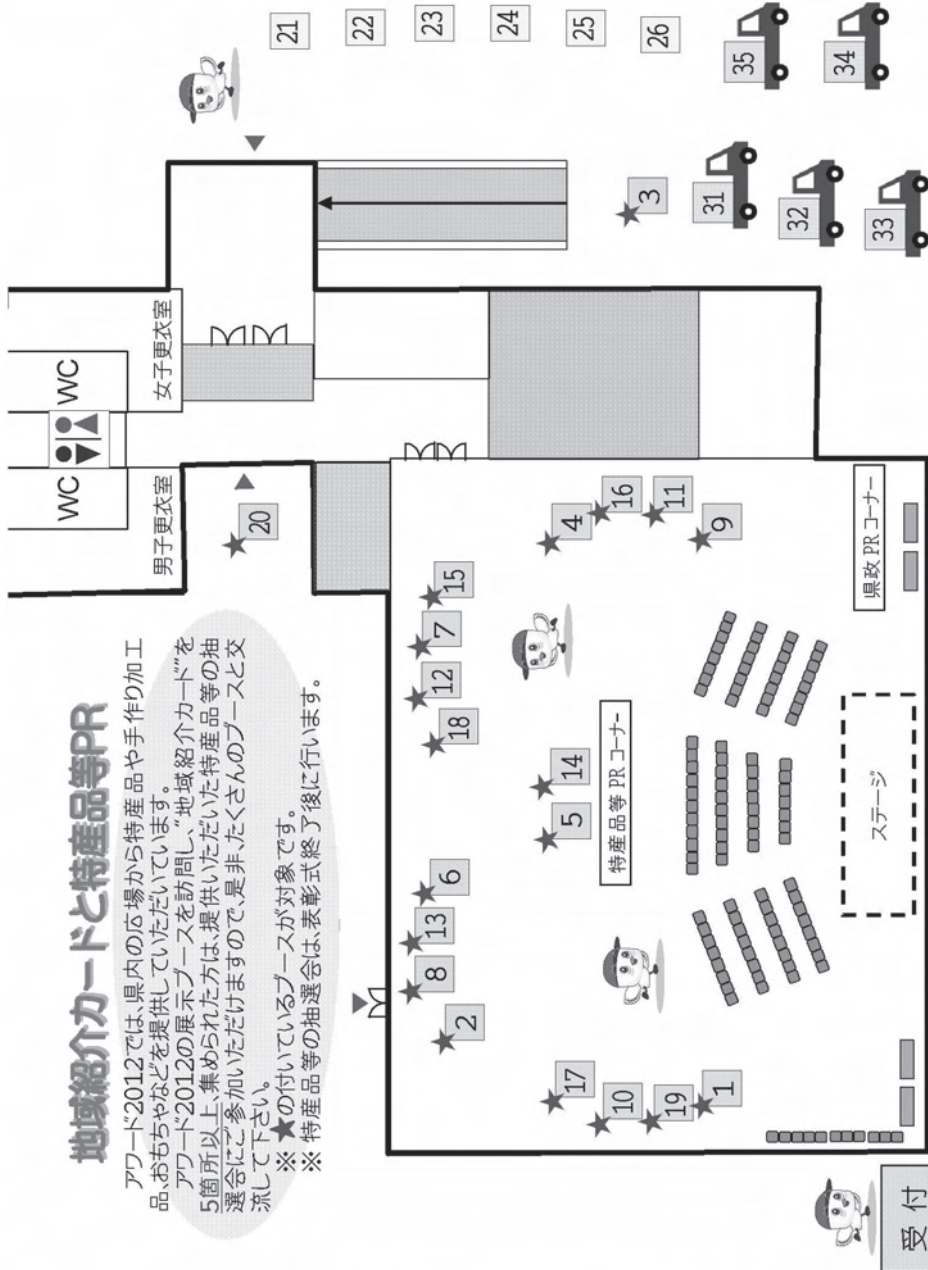 地域紹介カードと特産品等PR
アワード2012では、県内の広場から特産品や手作り加工
品、おもちゃなどを提供していただいています。
アワード2012の展示ブースを訪問し、“地域紹介カード”を
5箇所以上、集められた方は、提供いただいた特産品等の抽
選会にご参加いただけますので、是非、たくさんのブースと交
流して下さい。
※ ★の付いているブースが対象です。
※ 特産品等の抽選会は、表彰式終了後に行います。
男子更衣室
WC
WC
女子更衣室
20
21
22
23
24
25
26
2
8
13
6
18
12
7
15
17
10
19
1
5
14
4
16
11
9
3
31
32
33
34
35
特産品等 PR コーナー
県政 PR コーナー
ステージ
受付